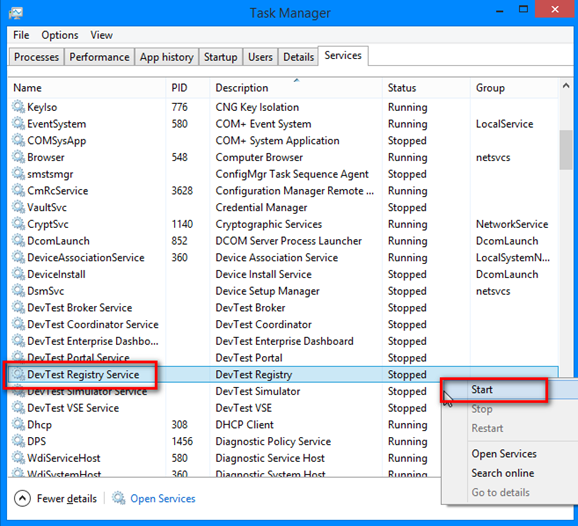 Task Manager
File Options View
Processes Performance App history Startup Users Details Services
Name PID Description Status Group
KeyIso 776 CNG Key Isolation Running
EventSystem 580 COM+ Event System Running LocalService
COMSysApp COM+ System Application Stopped
Browser 548 Computer Browser Running netsvcs
smstsmgr ConfigMgr Task Sequence Agent Stopped
CmRcService 3628 Configuration Manager Remote ... Running
VaultSvc Credential Manager Stopped
CryptSvc 1140 Cryptographic Services Running NetworkService
DcomLaunch 852 DCOM Server Process Launcher Running DcomLaunch
DeviceAssociationService 360 Device Association Service Running LocalSystemN...
DeviceInstall Device Install Service Stopped DcomLaunch
DsmSvc Device Setup Manager Stopped netsvcs
DevTest Broker Service DevTest Broker Stopped
DevTest Coordinator Service DevTest Coordinator Stopped
DevTest Enterprise Dashbo... DevTest Enterprise Dashboard Stopped
DevTest Portal Service DevTest Portal Stopped
DevTest Registry Service DevTest Registry Stopped
DevTest Simulator Service DevTest Simulator Stopped
DevTest VSE Service DevTest VSE Stopped
Dhcp 308 DHCP Client Running
DPS 1456 Diagnostic Policy Service Running
WdiServiceHost 580 Diagnostic Service Host Running
WdiSystemHost 360 Diagnostic System Host Running
Start
Stop
Restart
Open Services
Search online
Go to details
Fewer details Open Services